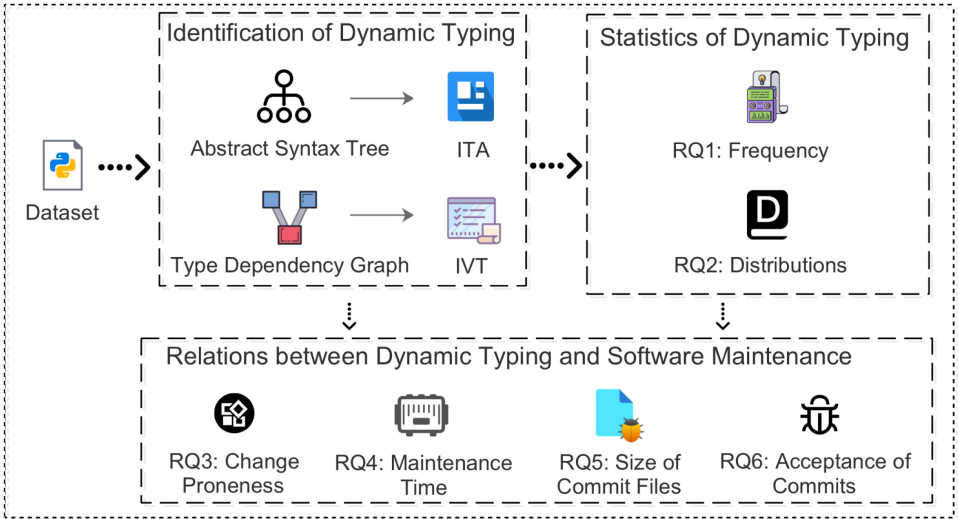 Identification of Dynamic Typing
Statistics of Dynamic Typing
Abstract Syntax Tree
ITA
RQ1: Frequency
Dataset
D
Type Dependency Graph
IVT
RQ2: Distributions
Relations between Dynamic Typing and Software Maintenance
RQ3: Change
Proneness
RQ4: Maintenance
Time
RQ5: Size of
Commit Files
RQ6: Acceptance of
Commits